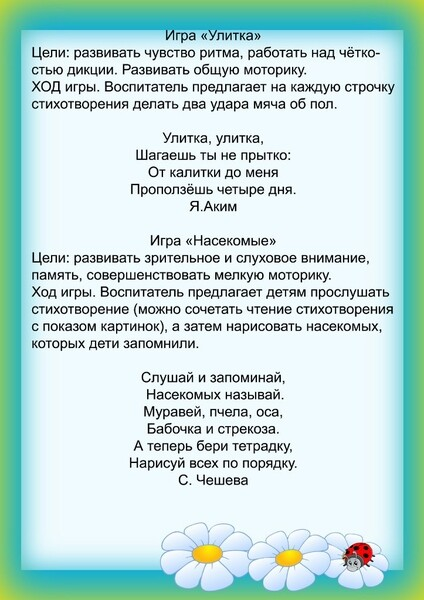 Игра «Улитка»
Цели: развивать чувство ритма, работать над чётко-
стью дикции. Развивать общую моторику.
ХОД игры. Воспитатель предлагает на каждую строчку
стихотворения делать два удара мяча об пол.
Улитка, улитка,
Шагаешь ты не прытко:
От калитки до меня
Проползёшь четыре дня.
Я.Аким
Игра «Насекомые»
Цели: развивать зрительное и слуховое внимание,
память, совершенствовать мелкую моторику.
Ход игры. Воспитатель предлагает детям прослушать
стихотворение (можно сочетать чтение стихотворения
с показом картинок), а затем нарисовать насекомых,
которых дети запомнили.
Слушай и запоминай,
Насекомых называй.
Муравей, пчела, оса,
Бабочка и стрекоза.
А теперь бери тетрадку,
Нарисуй всех по порядку.
С. Чешева